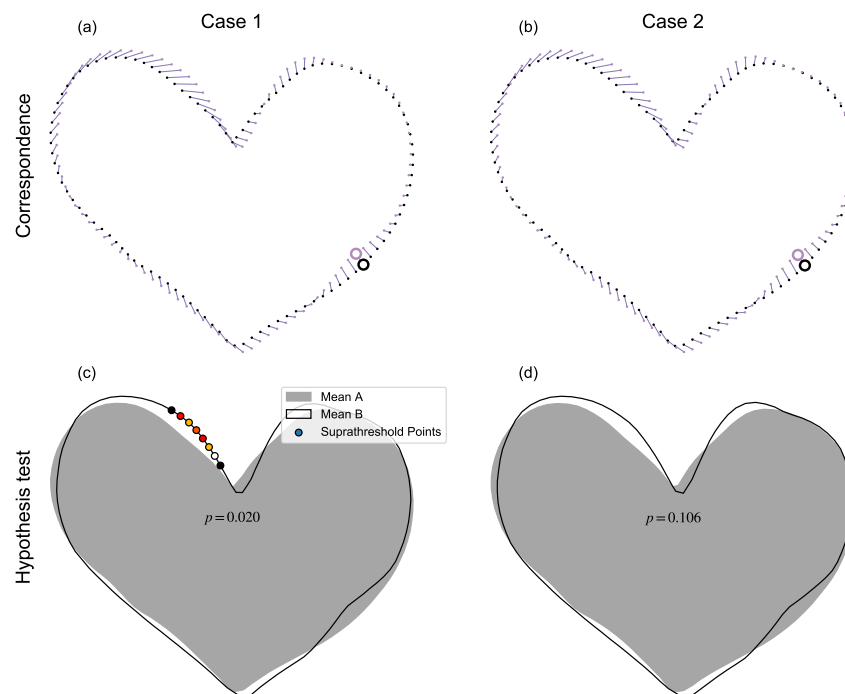 Case 1
Case 2
(a)
(b)
Correspondence
(c)
(d)
Mean A
Mean B
Suprathreshold Points
Hypothesis test
p=0.020
p=0.106